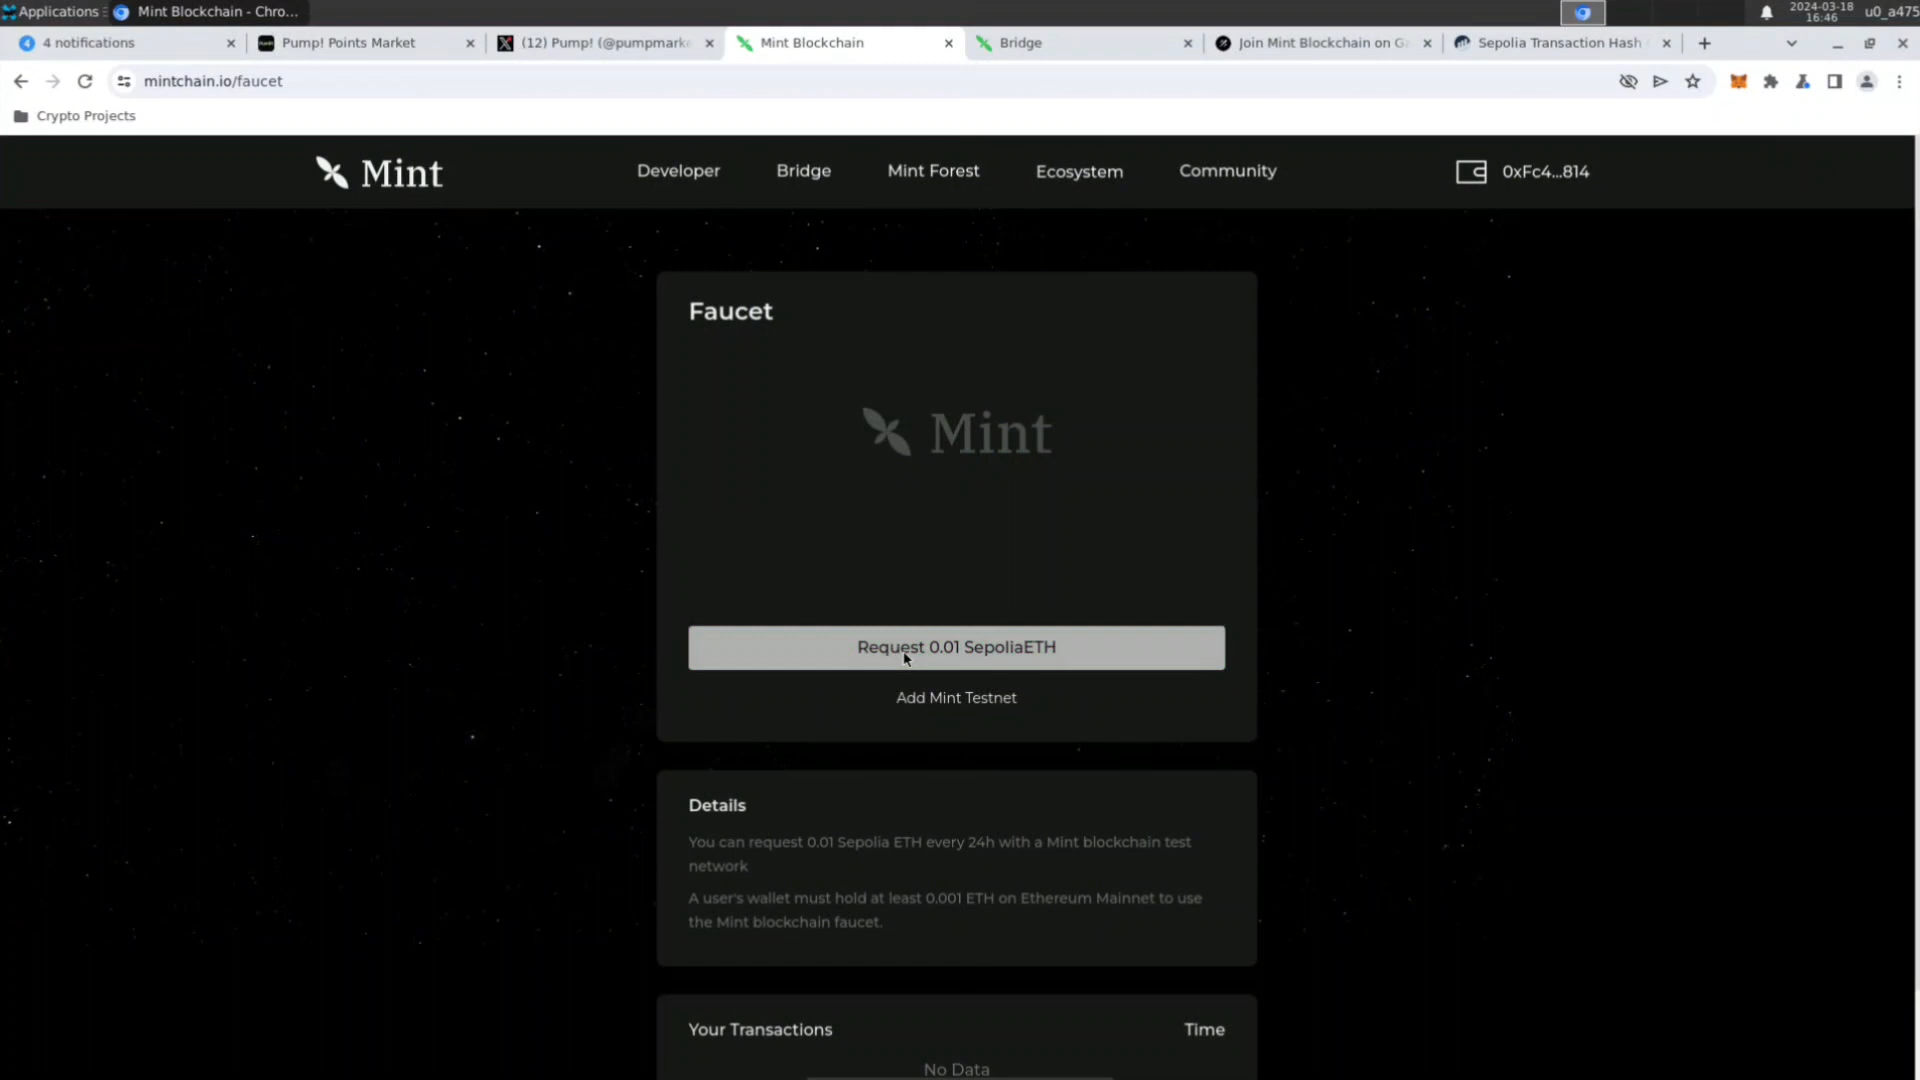 Applications Mint Blockchain - Chro... 2024-03-18 16:46 u0_a475
4 4 notifications Pump! Points Market (12) Pump! (@pumpmarke Mint Blockchain Bridge Join Mint Blockchain on Ga Sepolia Transaction Hash
mintchain.io/faucet
Crypto Projects
Mint Developer Bridge Mint Forest Ecosystem Community 0xFc4...814
Faucet
Mint
Request 0.01 SepoliaETH
Add Mint Testnet
Details
You can request 0.01 Sepolia ETH every 24h with a Mint blockchain test
network
A user's wallet must hold at least 0.001 ETH on Ethereum Mainnet to use
the Mint blockchain faucet.
Your Transactions Time
No Data